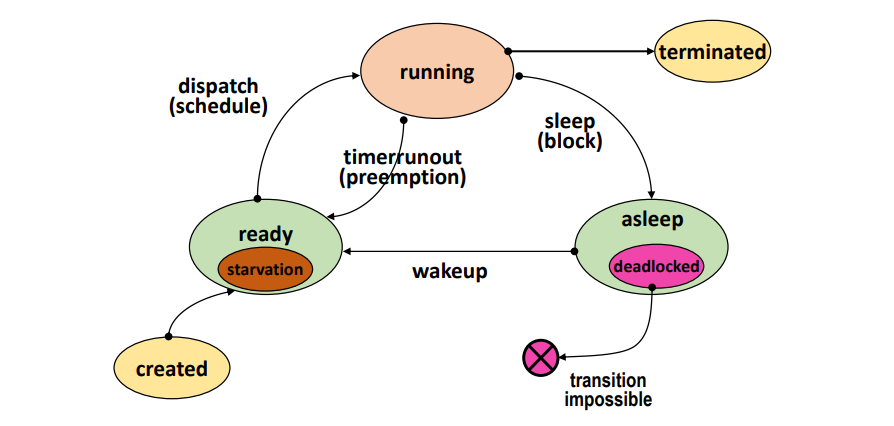 running
terminated
dispatch
(schedule)
sleep
(block)
timerrunout
(preemption)
ready
starvation
asleep
deadlocked
wakeup
created
transition
impossible